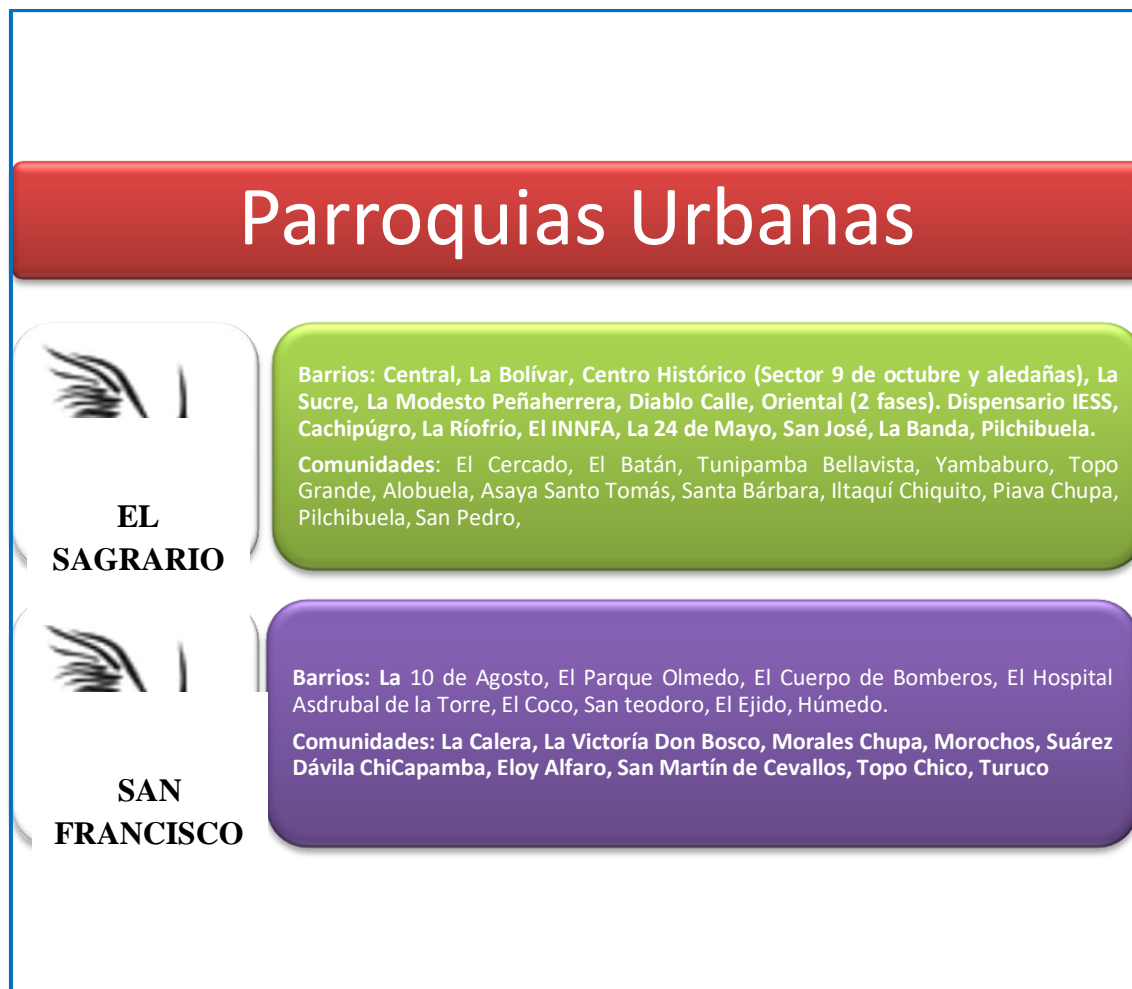 Parroquias Urbanas
EL
SAGRARIO
Barrios: Central, La Bolívar, Centro Histórico (Sector 9 de octubre y aledañas), La
Sucre, La Modesto Peñaherrera, Diablo Calle, Oriental (2 fases). Dispensario IESS,
Cachipúgro, La Ríofrío, El INNFA, La 24 de Mayo, San José, La Banda, Pilchibuela.
Comunidades: El Cercado, El Batán, Tunipamba Bellavista, Yambaburo, Topo
Grande, Alobuela, Asaya Santo Tomás, Santa Bárbara, Iltaquí Chiquito, Piava Chupa,
Pilchibuela, San Pedro,
SAN
FRANCISCO
Barrios: La 10 de Agosto, El Parque Olmedo, El Cuerpo de Bomberos, El Hospital
Asdrubal de la Torre, El Coco, San teodoro, El Ejido, Húmedo.
Comunidades: La Calera, La Victoría Don Bosco, Morales Chupa, Morochos, Suárez
Dávila ChiCapamba, Eloy Alfaro, San Martín de Cevallos, Topo Chico, Turuco